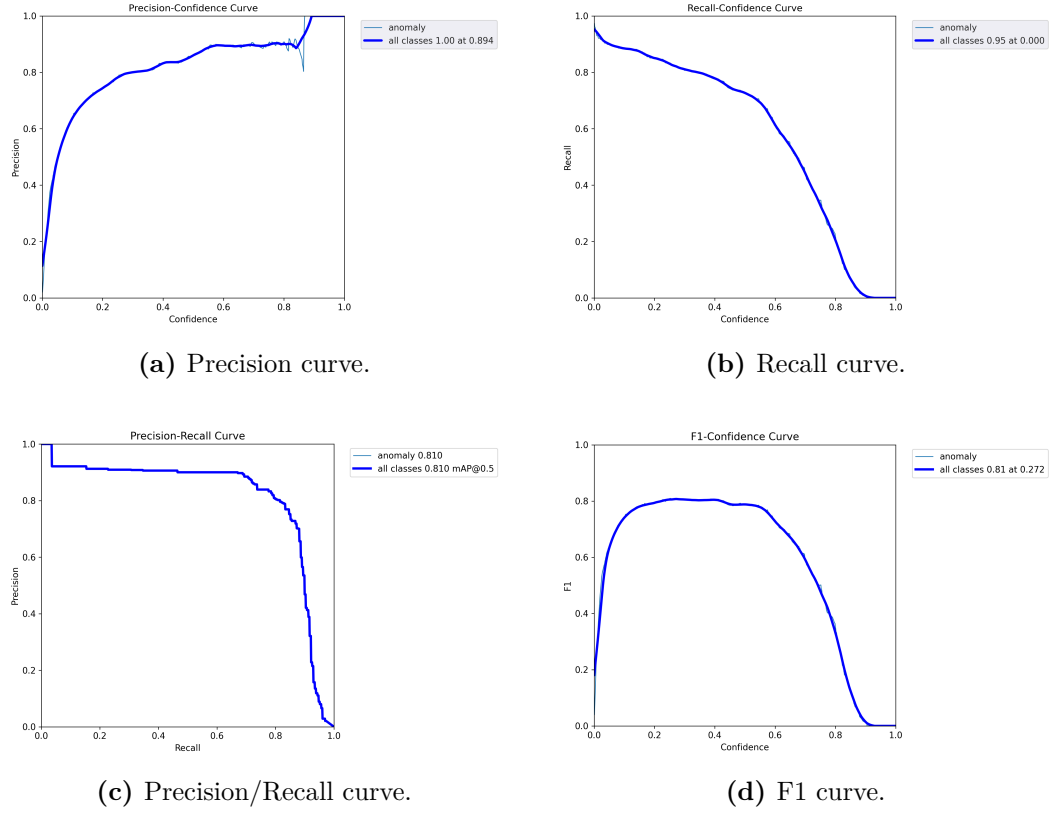 Precision-Confidence Curve
1.0
0.8
0.6
0.4
0.2
0.0
Precision
0.0 0.2 0.4 0.6 0.8 1.0
Confidence
anomaly
all classes 1.00 at 0.894
(a) Precision curve.
Recall-Confidence Curve
1.0
0.8
0.6
0.4
0.2
0.0
Recall
0.0 0.2 0.4 0.6 0.8 1.0
Confidence
anomaly
all classes 0.95 at 0.000
(b) Recall curve.
Precision-Recall Curve
1.0
0.8
0.6
0.4
0.2
0.0
Precision
0.0 0.2 0.4 0.6 0.8 1.0
Recall
anomaly 0.810
all classes 0.810 mAP@0.5
(c) Precision/Recall curve.
F1-Confidence Curve
1.0
0.8
0.6
0.4
0.2
0.0
F1
0.0 0.2 0.4 0.6 0.8 1.0
Confidence
anomaly
all classes 0.81 at 0.272
(d) F1 curve.